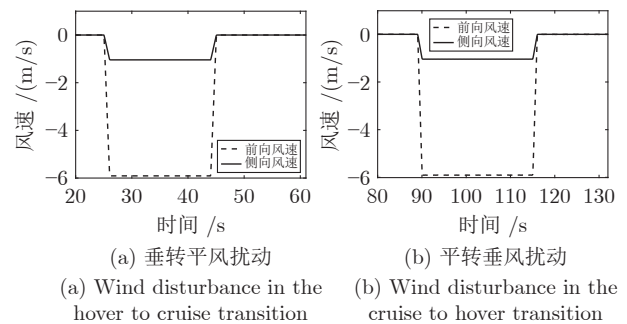 0
−2
−4
−6
风速 /(m/s)
前向风速
侧向风速
20 30 40 50 60
时间 /s
(a) 垂转平风扰动
(a) Wind disturbance in the
hover to cruise transition
0
−2
−4
−6
风速 /(m/s)
前向风速
侧向风速
80 90 100 110 120 130
时间 /s
(b) 平转垂风扰动
(b) Wind disturbance in the
cruise to hover transition